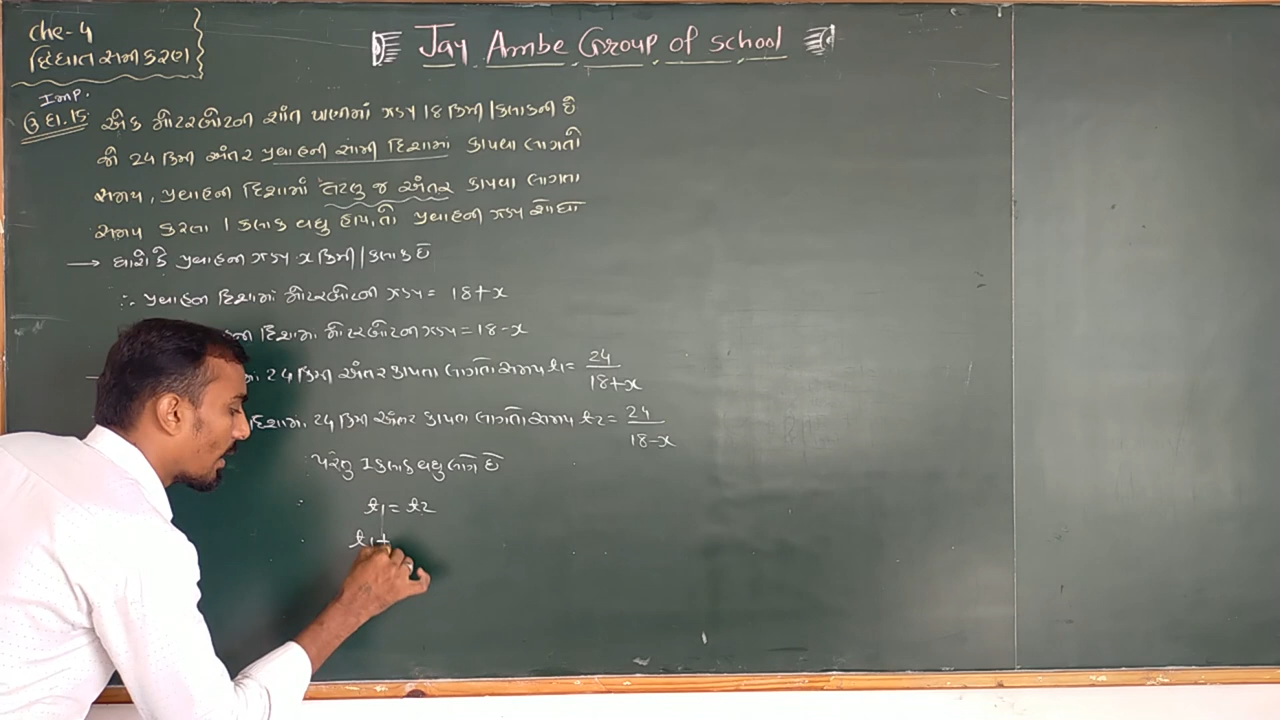 Che-4
દ્વિઘાત સમીકરણ
Jay Ambe Group of School
Imp.
ઉદા.15 એક મોટરબોટની શાંત પાણીમાં ઝડપ 18 કિમી/કલાકની છે
જો 24 કિમી અંતર પ્રવાહની સામી દિશામાં કાપવા લાગતો
સમય, પ્રવાહની દિશામાં તેટલુ જ અંતર કાપવા લાગતા
સમય કરતા 1 કલાક વધુ હોય,તો પ્રવાહની ઝડપ શોધો
→ ધારો કે પ્રવાહની ઝડપ x કિમી/કલાક છે
∴ પ્રવાહની દિશામાં મોટરબોટની ઝડપ = 18+x
ની દિશામાં મોટરબોટની ઝડપ = 18-x
માં 24 કિમી અંતર કાપતા લાગતો સમય t1 = 24/18+x
દિશામાં 24 કિમી અંતર કાપતા લાગતો સમય t2 = 24/18-x
પરંતુ 1 કલાક વધુ લાગે છે
t1 = t2
t1+